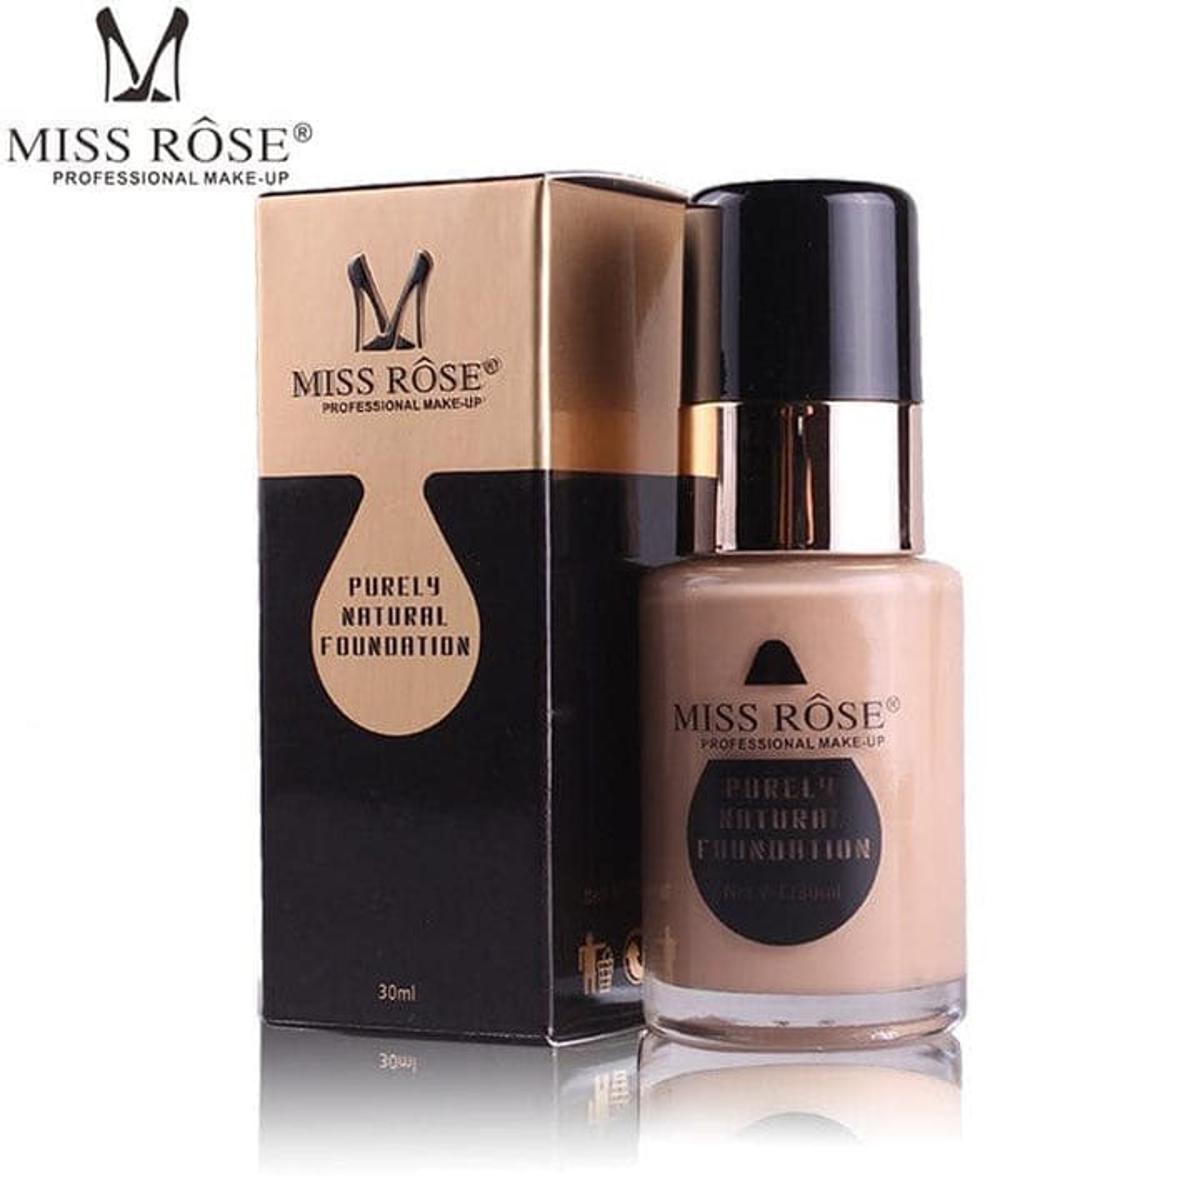 MISS RÔSE®
PROFESSIONAL MAKE-UP
MISS RÔSE®
PROFESSIONAL MAKE-UP
PURELY
NATURAL
FOUNDATION
30ml
MISS RÔSE®
PROFESSIONAL MAKE-UP
PURELY
NATURAL
FOUNDATION
30ml